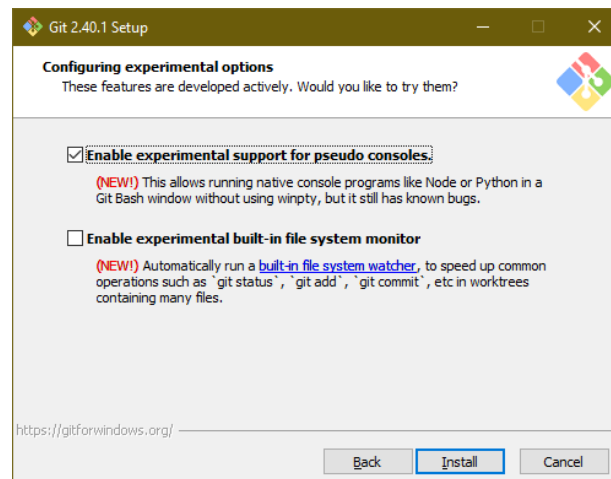 Git 2.40.1 Setup
Configuring experimental options
These features are developed actively. Would you like to try them?
Enable experimental support for pseudo consoles.
(NEW!) This allows running native console programs like Node or Python in a
Git Bash window without using winpty, but it still has known bugs.
Enable experimental built-in file system monitor
(NEW!) Automatically run a built-in file system watcher, to speed up common
operations such as `git status`, `git add`, `git commit`, etc in worktrees
containing many files.
https://gitforwindows.org/
Back Install Cancel